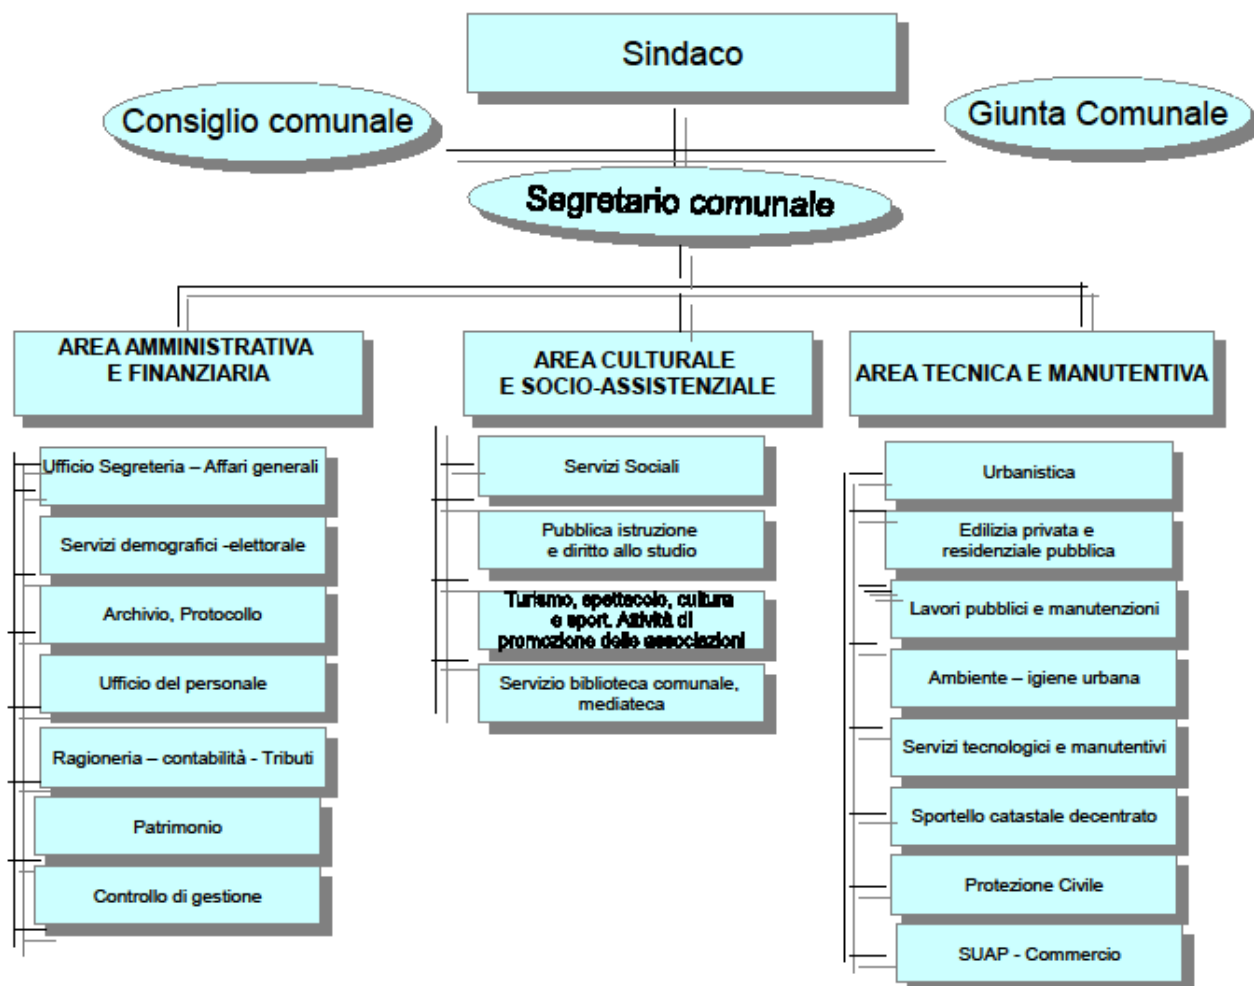 Sindaco
Consiglio comunale
Giunta Comunale
Segretario comunale
AREA AMMINISTRATIVA
E FINANZIARIA
AREA CULTURALE
E SOCIO-ASSISTENZIALE
AREA TECNICA E MANUTENTIVA
Ufficio Segreteria – Affari generali
Servizi demografici -elettorale
Archivio, Protocollo
Ufficio del personale
Ragioneria – contabilità - Tributi
Patrimonio
Controllo di gestione
Servizi Sociali
Pubblica istruzione
e diritto allo studio
Turismo, spettacolo, cultura
e sport. Attività di
promozione delle associazioni
Servizio biblioteca comunale,
mediateca
Urbanistica
Edilizia privata e
residenziale pubblica
Lavori pubblici e manutenzioni
Ambiente – igiene urbana
Servizi tecnologici e manutentivi
Sportello catastale decentrato
Protezione Civile
SUAP - Commercio